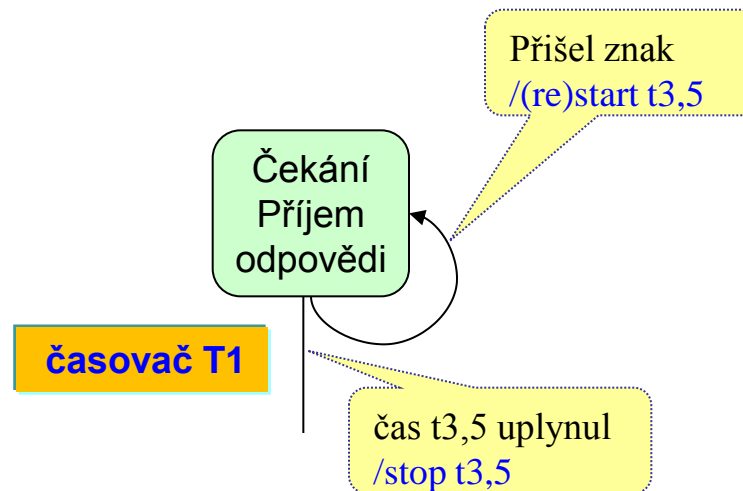 Přišel znak
/(re)start t3,5
Čekání
Příjem
odpovědi
časovač T1
čas t3,5 uplynul
/stop t3,5